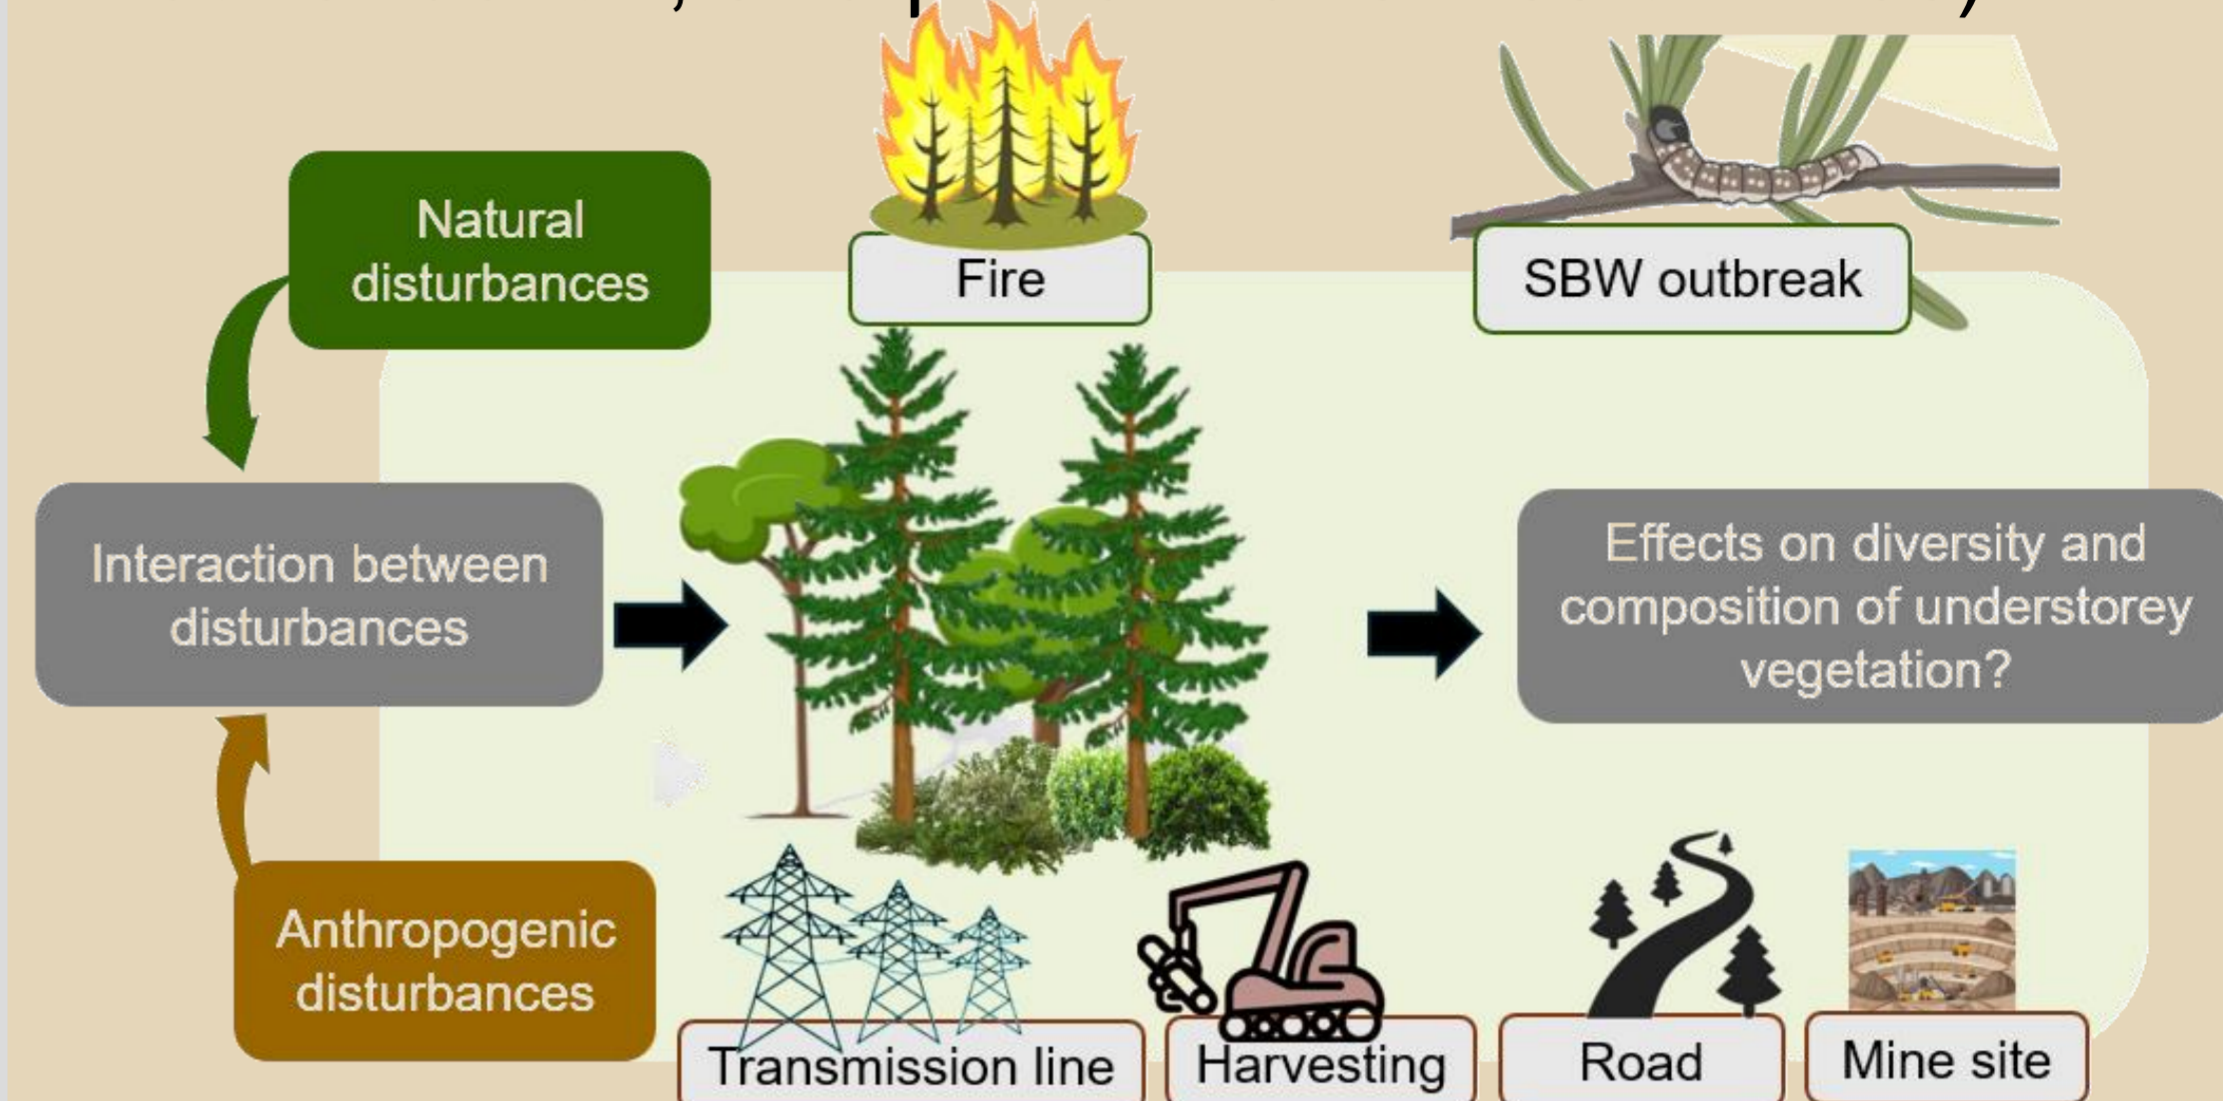 Natural
disturbances
Fire
SBW outbreak
Interaction between
disturbances
Effects on diversity and
composition of understorey
vegetation?
Anthropogenic
disturbances
Transmission line
Harvesting
Road
Mine site